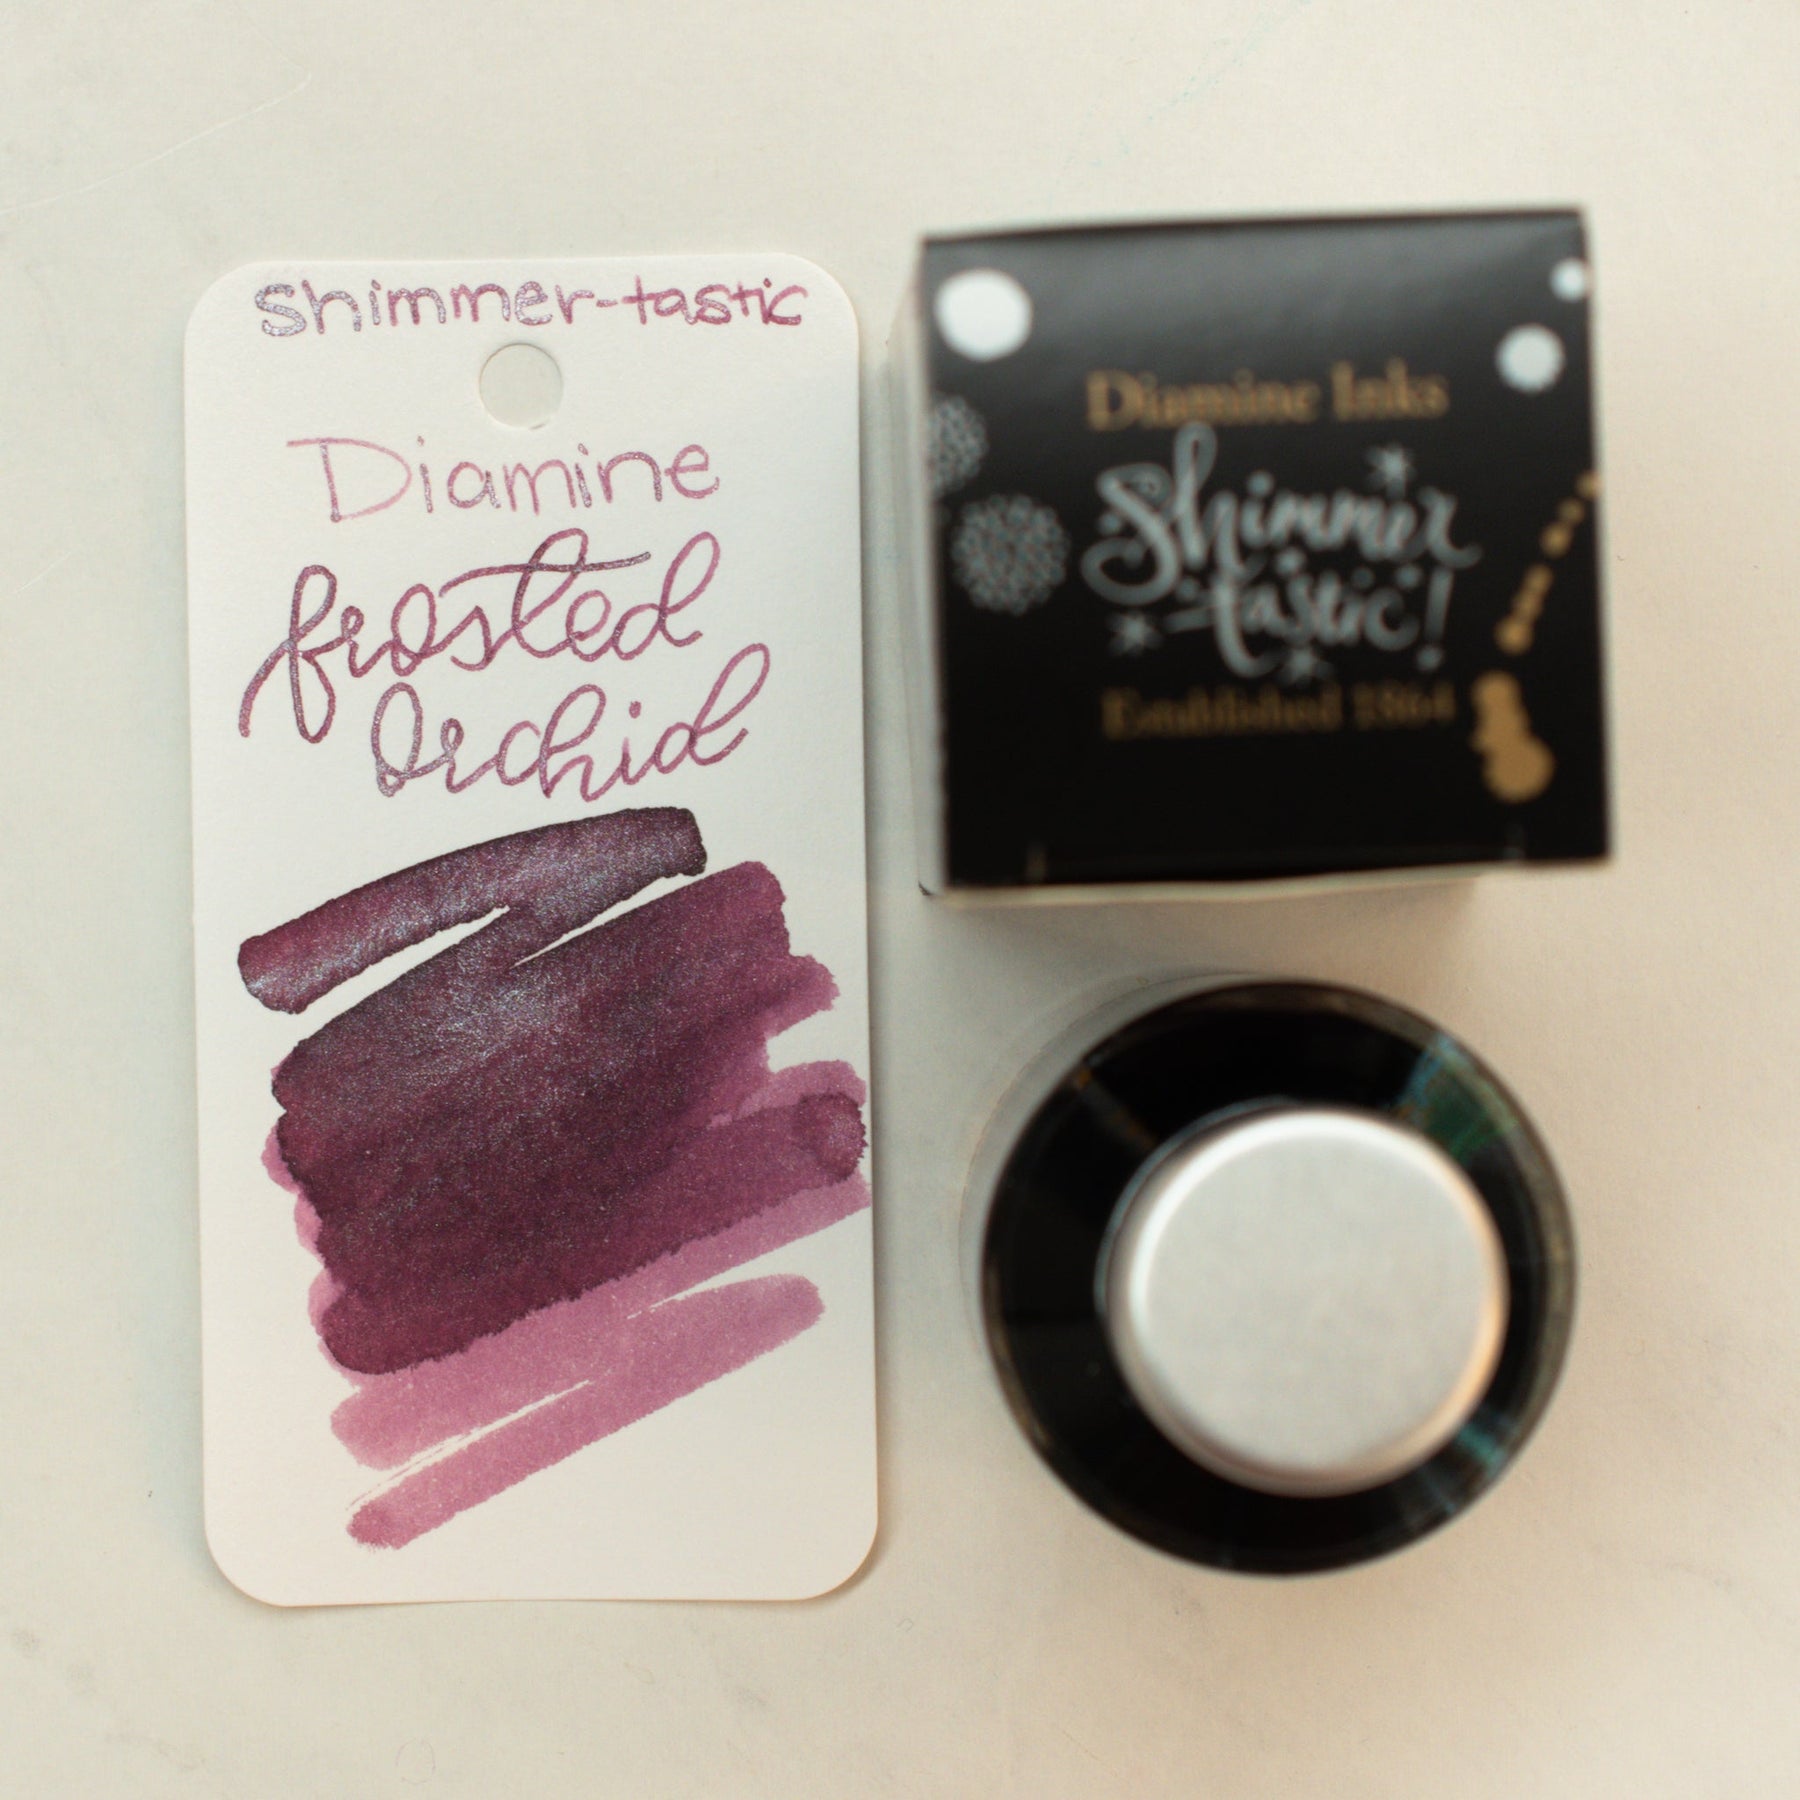 Shimmer-tastic
Diamine
frosted
Orchid
Diamine Inks
Shimmer
tastic!
Established 1864